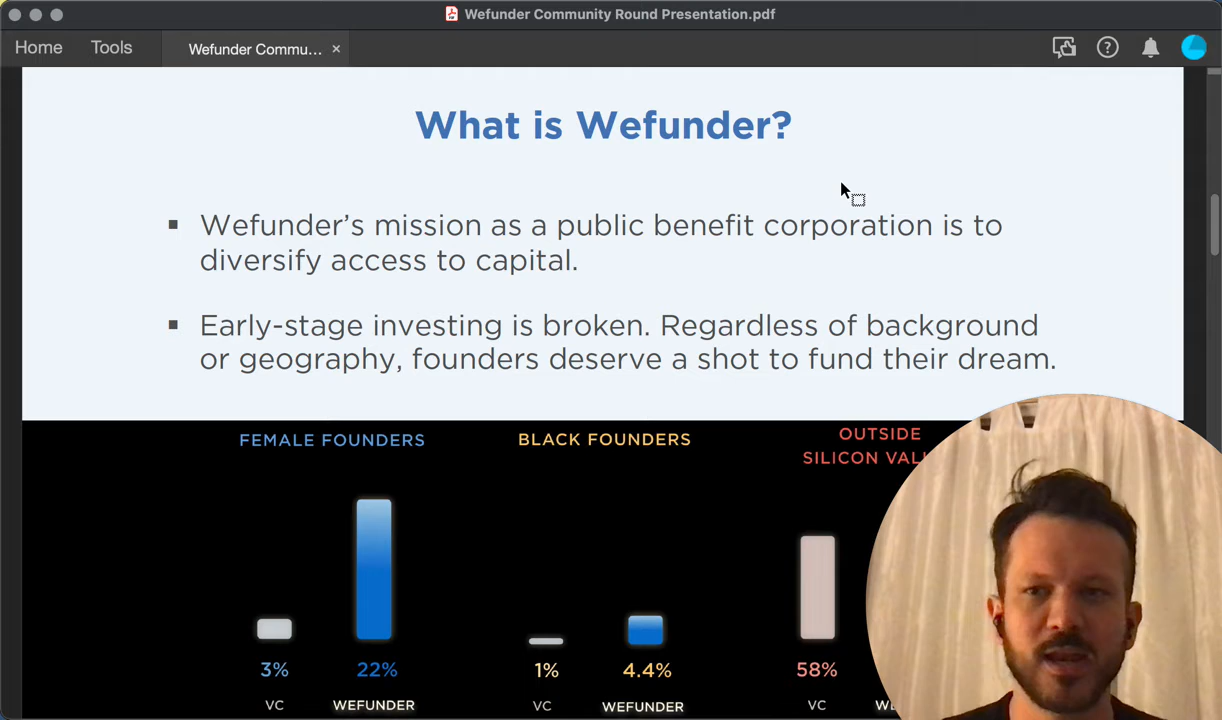 Wefunder Community Round Presentation.pdf
Home Tools Wefunder Commu... ×
What is Wefunder?
▪ Wefunder’s mission as a public benefit corporation is to
diversify access to capital.
▪ Early-stage investing is broken. Regardless of background
or geography, founders deserve a shot to fund their dream.
FEMALE FOUNDERS
BLACK FOUNDERS
OUTSIDE
SILICON VALL
3% 22% 1% 4.4% 58%
VC WEFUNDER VC WEFUNDER VC WE